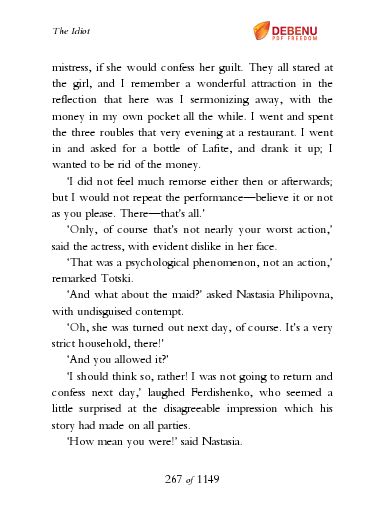 The Idiot
DEBENU
PDF FREEDOM
mistress, if she would confess her guilt. They all stared at
the girl, and I remember a wonderful attraction in the
reflection that here was I sermonizing away, with the
money in my own pocket all the while. I went and spent
the three roubles that very evening at a restaurant. I went
in and asked for a bottle of Lafite, and drank it up; I
wanted to be rid of the money.
‘I did not feel much remorse either then or afterwards;
but I would not repeat the performance—believe it or not
as you please. There—that's all.’
‘Only, of course that's not nearly your worst action,’
said the actress, with evident dislike in her face.
‘That was a psychological phenomenon, not an action,’
remarked Totski.
‘And what about the maid?’ asked Nastasia Philipovna,
with undisguised contempt.
‘Oh, she was turned out next day, of course. It's a very
strict household, there!’
‘And you allowed it?’
‘I should think so, rather! I was not going to return and
confess next day,’ laughed Ferdishenko, who seemed a
little surprised at the disagreeable impression which his
story had made on all parties.
‘How mean you were!’ said Nastasia.
267 of 1149